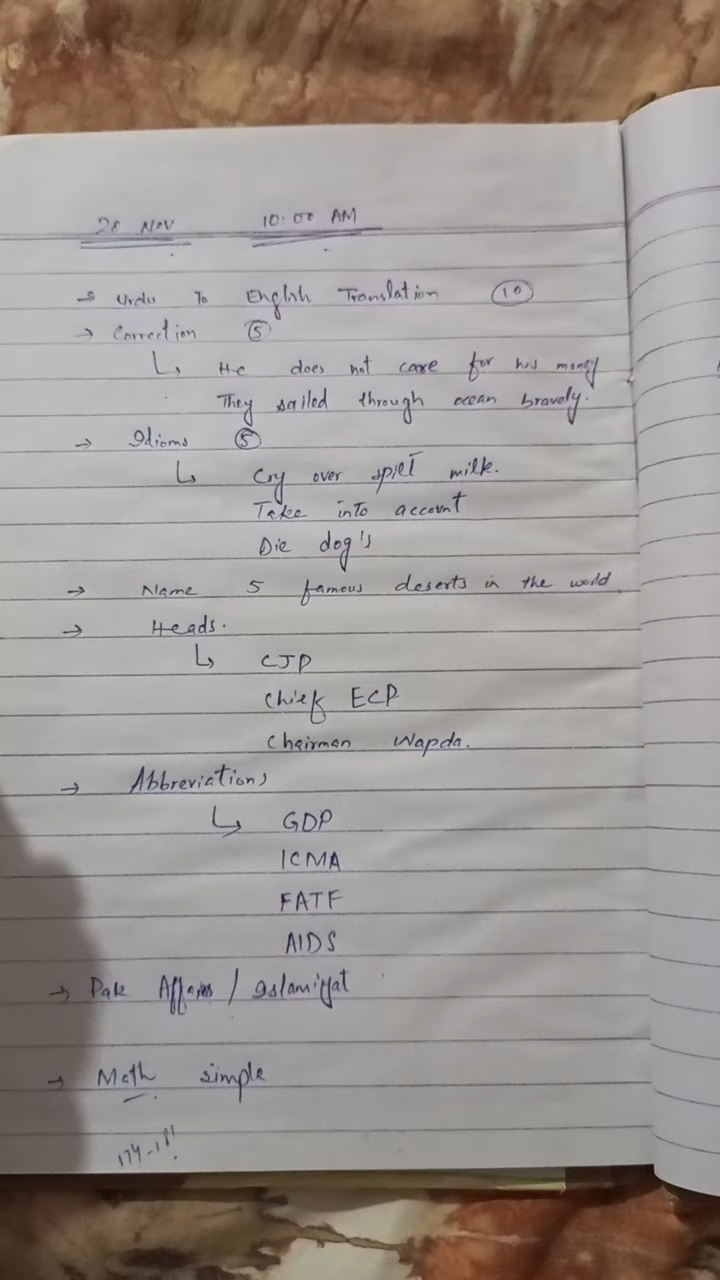 28 NOV 10:00 AM
→ Urdu To English Translation 10
→ Correction 5
↳ He does not care for his money
They sailed through ocean bravely.
→ Idioms 5
↳ Cry over spilt milk.
Take into account
Die dog's
→ Name 5 famous deserts in the world
→ Heads.
↳ CJP
Chief ECP
Chairman Wapda.
→ Abbreviations
↳ GDP
ICMA
FATF
AIDS
→ Pak Affairs / Islamiyat
→ Math simple